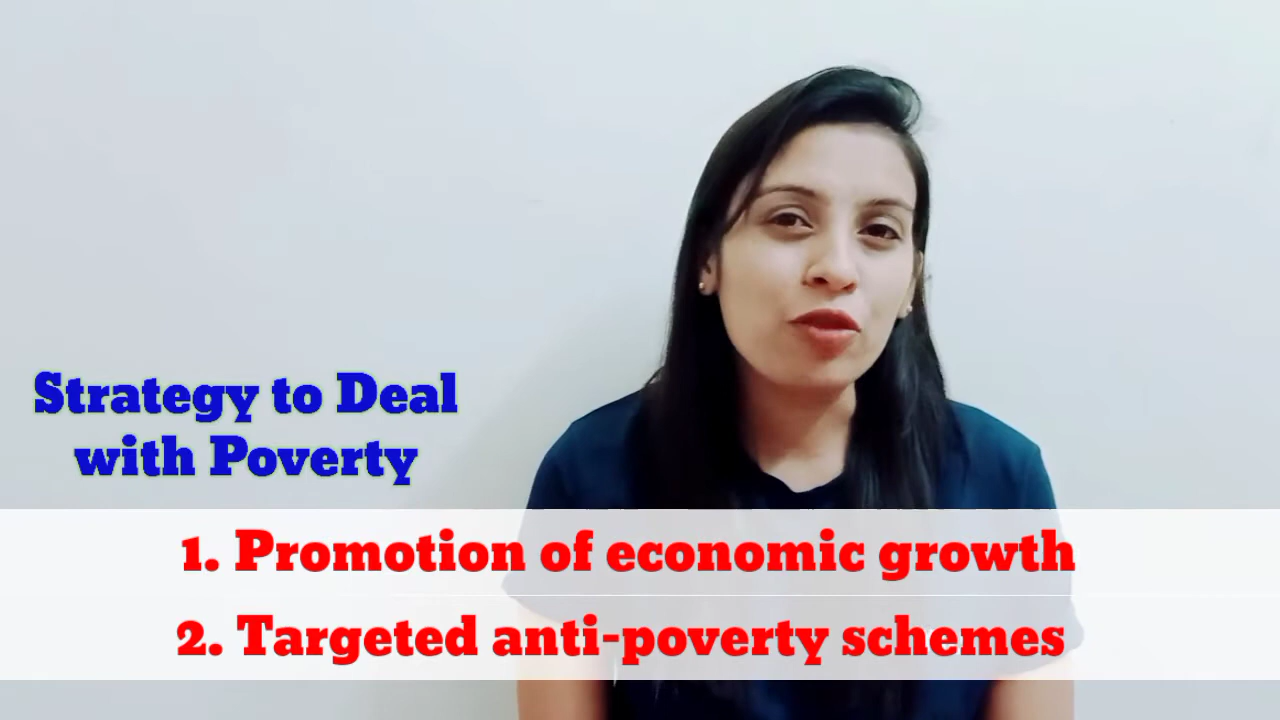 Strategy to Deal
with Poverty
1. Promotion of economic growth
2. Targeted anti-poverty schemes